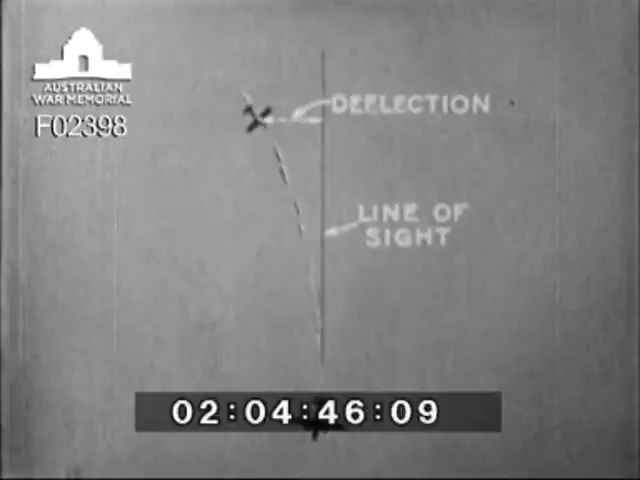 AUSTRALIAN
WAR MEMORIAL
F02398
DEFLECTION
LINE OF
SIGHT
02:04:46:09